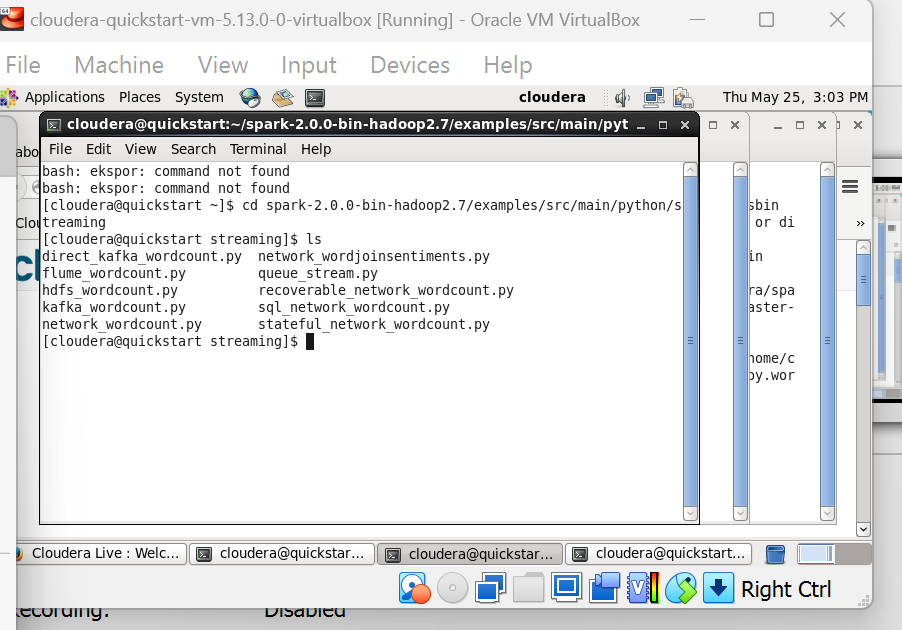 cloudera-quickstart-vm-5.13.0-0-virtualbox [Running] - Oracle VM VirtualBox
File Machine View Input Devices Help
Applications Places System cloudera Thu May 25, 3:03 PM
cloudera@quickstart:~/spark-2.0.0-bin-hadoop2.7/examples/src/main/pyt
File Edit View Search Terminal Help
bash: ekspor: command not found
bash: ekspor: command not found
[cloudera@quickstart ~]$ cd spark-2.0.0-bin-hadoop2.7/examples/src/main/python/s
treaming
[cloudera@quickstart streaming]$ ls
direct_kafka_wordcount.py network_wordjoinsentiments.py
flume_wordcount.py queue_stream.py
hdfs_wordcount.py recoverable_network_wordcount.py
kafka_wordcount.py sql_network_wordcount.py
network_wordcount.py stateful_network_wordcount.py
[cloudera@quickstart streaming]$
abo
Clou
cl
sbin
or di
in
ra/spa
aster-
home/c
py.wor
Cloudera Live : Welc...
cloudera@quickstar...
cloudera@quickstar...
cloudera@quickstart...
Right Ctrl
Recording:
Disabled